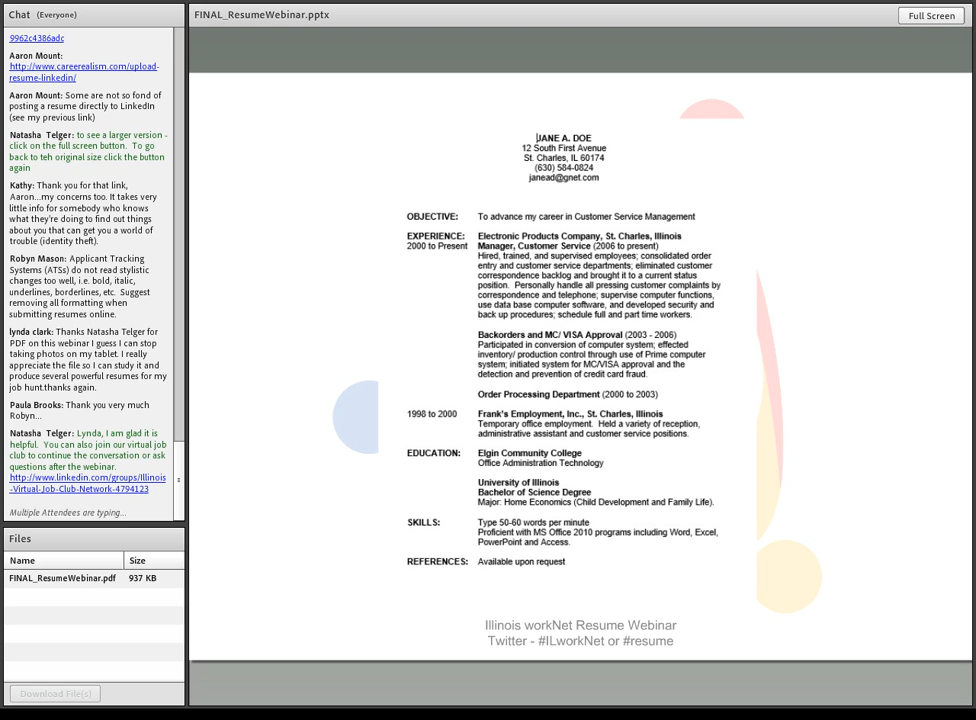 Chat (Everyone)
9962c4386adc
Aaron Mount:
http://www.careerealism.com/upload-
resume-linkedin/
Aaron Mount: Some are not so fond of
posting a resume directly to LinkedIn
(see my previous link)
Natasha Telger: to see a larger version -
click on the full screen button. To go
back to teh original size click the button
again
Kathy: Thank you for that link,
Aaron...my concerns too. It takes very
little info for somebody who knows
what they're doing to find out things
about you that can get you a world of
trouble (identity theft).
Robyn Mason: Applicant Tracking
Systems (ATSs) do not read stylistic
changes too well, i.e. bold, italic,
underlines, borderlines, etc. Suggest
removing all formatting when
submitting resumes online.
lynda clark: Thanks Natasha Telger for
PDF on this webinar I guess I can stop
taking photos on my tablet. I really
appreciate the file so I can study it and
produce several powerful resumes for my
job hunt.thanks again.
Paula Brooks: Thank you very much
Robyn...
Natasha Telger: Lynda, I am glad it is
helpful. You can also join our virtual job
club to continue the conversation or ask
questions after the webinar.
http://www.linkedin.com/groups/Illinois
-Virtual-Job-Club-Network-4794123
Multiple Attendees are typing...
Files
Name Size
FINAL_ResumeWebinar.pdf 937 KB
Download File(s)
FINAL_ResumeWebinar.pptx
Full Screen
JANE A. DOE
12 South First Avenue
St. Charles, IL 60174
(630) 584-0824
janead@gnet.com
OBJECTIVE: To advance my career in Customer Service Management
EXPERIENCE: Electronic Products Company, St. Charles, Illinois
2000 to Present Manager, Customer Service (2006 to present)
Hired, trained, and supervised employees; consolidated order
entry and customer service departments; eliminated customer
correspondence backlog and brought it to a current status
position. Personally handle all pressing customer complaints by
correspondence and telephone; supervise computer functions,
use data base computer software, and developed security and
back up procedures; schedule full and part time workers.
Backorders and MC/ VISA Approval (2003 - 2006)
Participated in conversion of computer system; effected
inventory/ production control through use of Prime computer
system; initiated system for MC/VISA approval and the
detection and prevention of credit card fraud.
Order Processing Department (2000 to 2003)
1998 to 2000 Frank's Employment, Inc., St. Charles, Illinois
Temporary office employment. Held a variety of reception,
administrative assistant and customer service positions.
EDUCATION: Elgin Community College
Office Administration Technology
University of Illinois
Bachelor of Science Degree
Major: Home Economics (Child Development and Family Life).
SKILLS: Type 50-60 words per minute
Proficient with MS Office 2010 programs including Word, Excel,
PowerPoint and Access.
REFERENCES: Available upon request
Illinois workNet Resume Webinar
Twitter - #ILworkNet or #resume